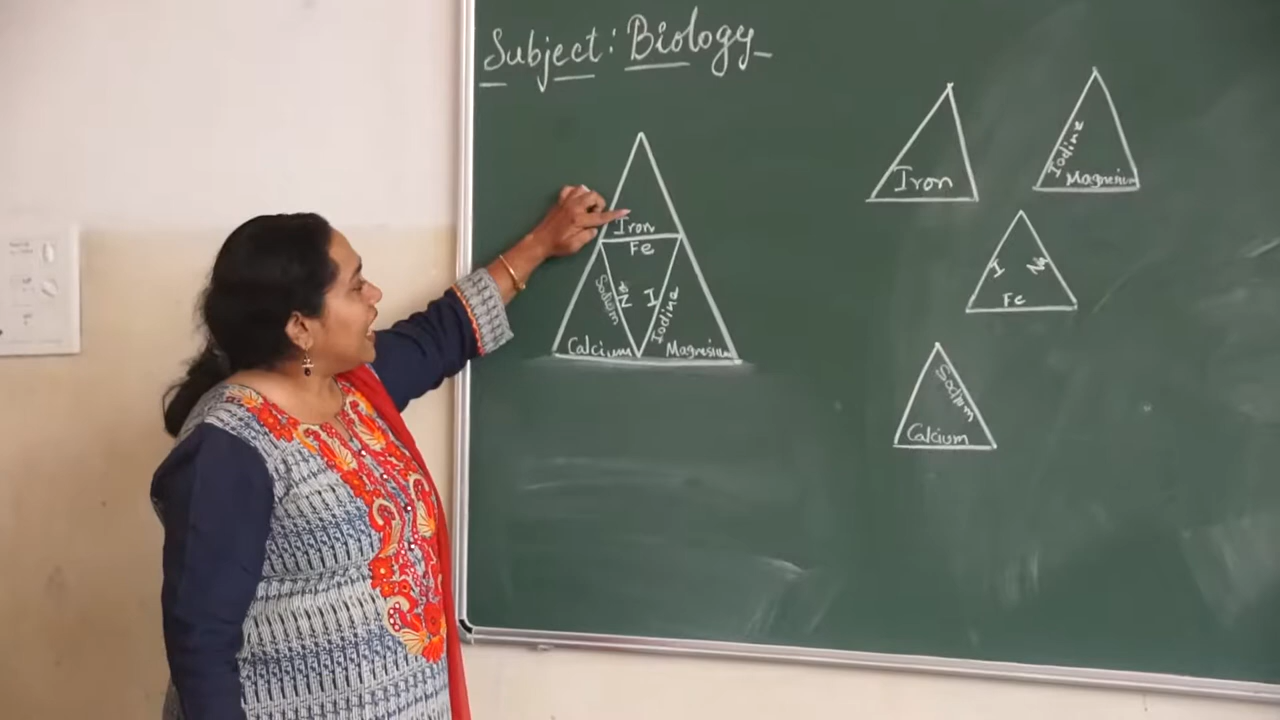 Subject: Biology
Iron
Fe
Sodium
Na
I
Iodine
Calcium
Magnesium
Iron
Iodine
Magnesium
I
Na
Fe
Sodium
Calcium